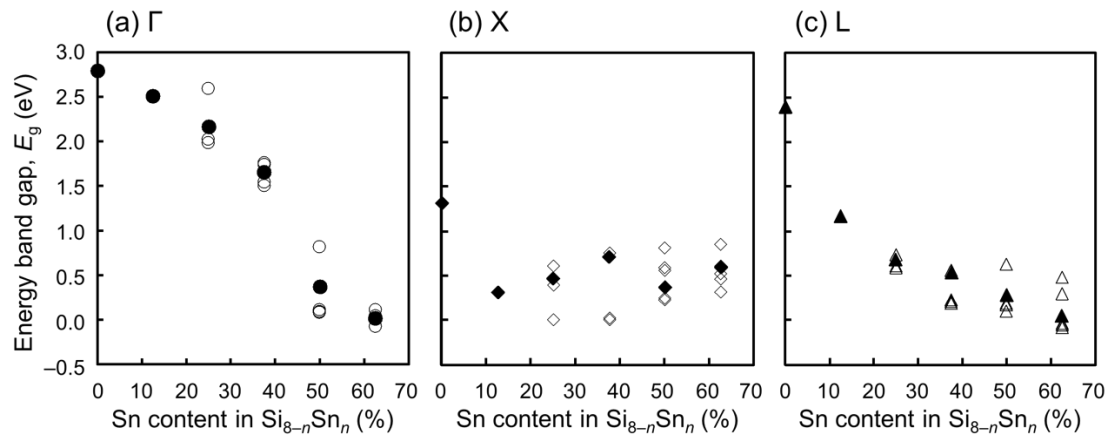 (a) Γ
(b) X
(c) L
Energy band gap, E_g (eV)
3.0
2.5
2.0
1.5
1.0
0.5
0.0
–0.5
0 10 20 30 40 50 60 70
0 10 20 30 40 50 60 70
0 10 20 30 40 50 60 70
Sn content in Si₈₋ₙSnₙ (%)
Sn content in Si₈₋ₙSnₙ (%)
Sn content in Si₈₋ₙSnₙ (%)